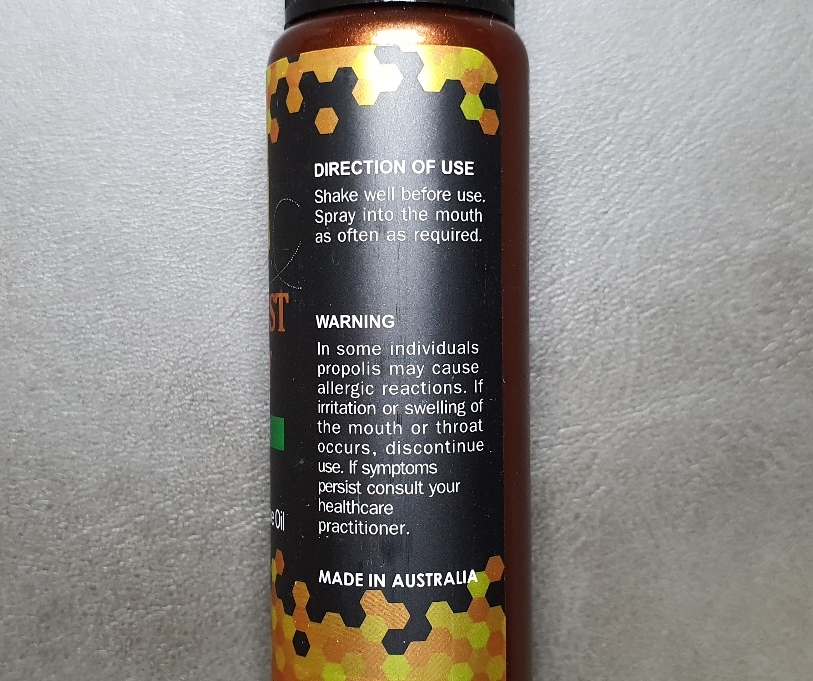 DIRECTION OF USE
Shake well before use.
Spray into the mouth
as often as required.
ST
WARNING
In some individuals
propolis may cause
allergic reactions. If
irritation or swelling of
the mouth or throat
occurs, discontinue
use. If symptoms
persist consult your
healthcare
practitioner.
e Oil
MADE IN AUSTRALIA